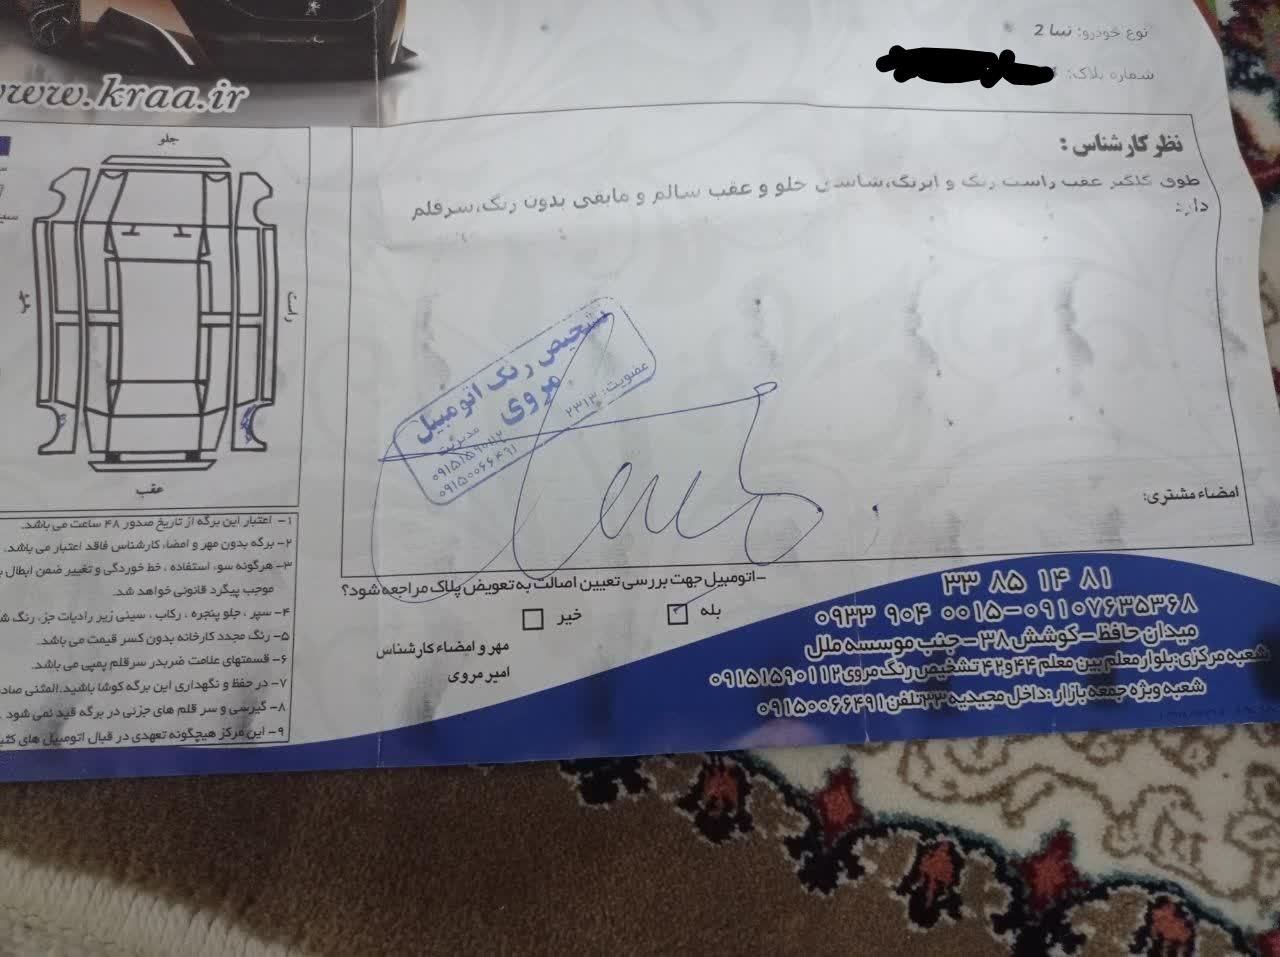 نوع خودرو: تیبا 2
شماره پلاک:
www.kraa.ir
جلو
راست
عقب
نظر کارشناس :
طوق گلگیر عقب راست رنگ و ابرنگ،شاسی جلو و عقب سالم و مابقی بدون رنگ،سرقلم
دارد
تشخیص رنگ اتومبیل
مروی
عضویت: ۲۳۱۳
مدیریت
۰۹۱۵۱۵۹۰۱۱۲
۰۹۱۵۰۰۶۶۴۹۱
امضاء مشتری:
۱- اعتبار این برگه از تاریخ صدور ۴۸ ساعت می باشد.
۲- برگه بدون مهر و امضاء کارشناس فاقد اعتبار می باشد.
۳- هرگونه سوء استفاده ، خط خوردگی و تغییر ضمن ابطال
موجب پیگرد قانونی خواهد شد.
۴- سپر ، جلو پنجره ، رکاب ، سینی زیر رادیات جزء رنگ
۵- رنگ مجدد کارخانه بدون کسر قیمت می باشد.
۶- قسمتهای علامت ضربدر سرقلم پمپی می باشد.
۷- در حفظ و نگهداری این برگه کوشا باشید.المثنی
۸- گیرسی و سر قلم های جزئی در برگه قید نمی شود .
۹- این مرکز هیچگونه تعهدی در قبال اتومبیل های
-اتومبیل جهت بررسی تعیین اصالت به تعویض پلاک مراجعه شود؟
بله خیر
مهر و امضاء کارشناس
امیر مروی
۳۳ ۸۵ ۱۴ ۸۱
۰۹۳۳ ۹۰۴ ۰۰۱۵-۰۹۱۰۷۶۳۵۳۶۸
میدان حافظ - کوشش ۳۸ - جنب موسسه ملل
شعبه مرکزی:بلوار معلم بین معلم ۴۴ و ۴۲ تشخیص رنگ مروی ۰۹۱۵۱۵۹۰۱۱۲
شعبه ویژه جمعه بازار :داخل مجیدیه ۳۳ تلفن ۰۹۱۵۰۰۶۶۴۹۱